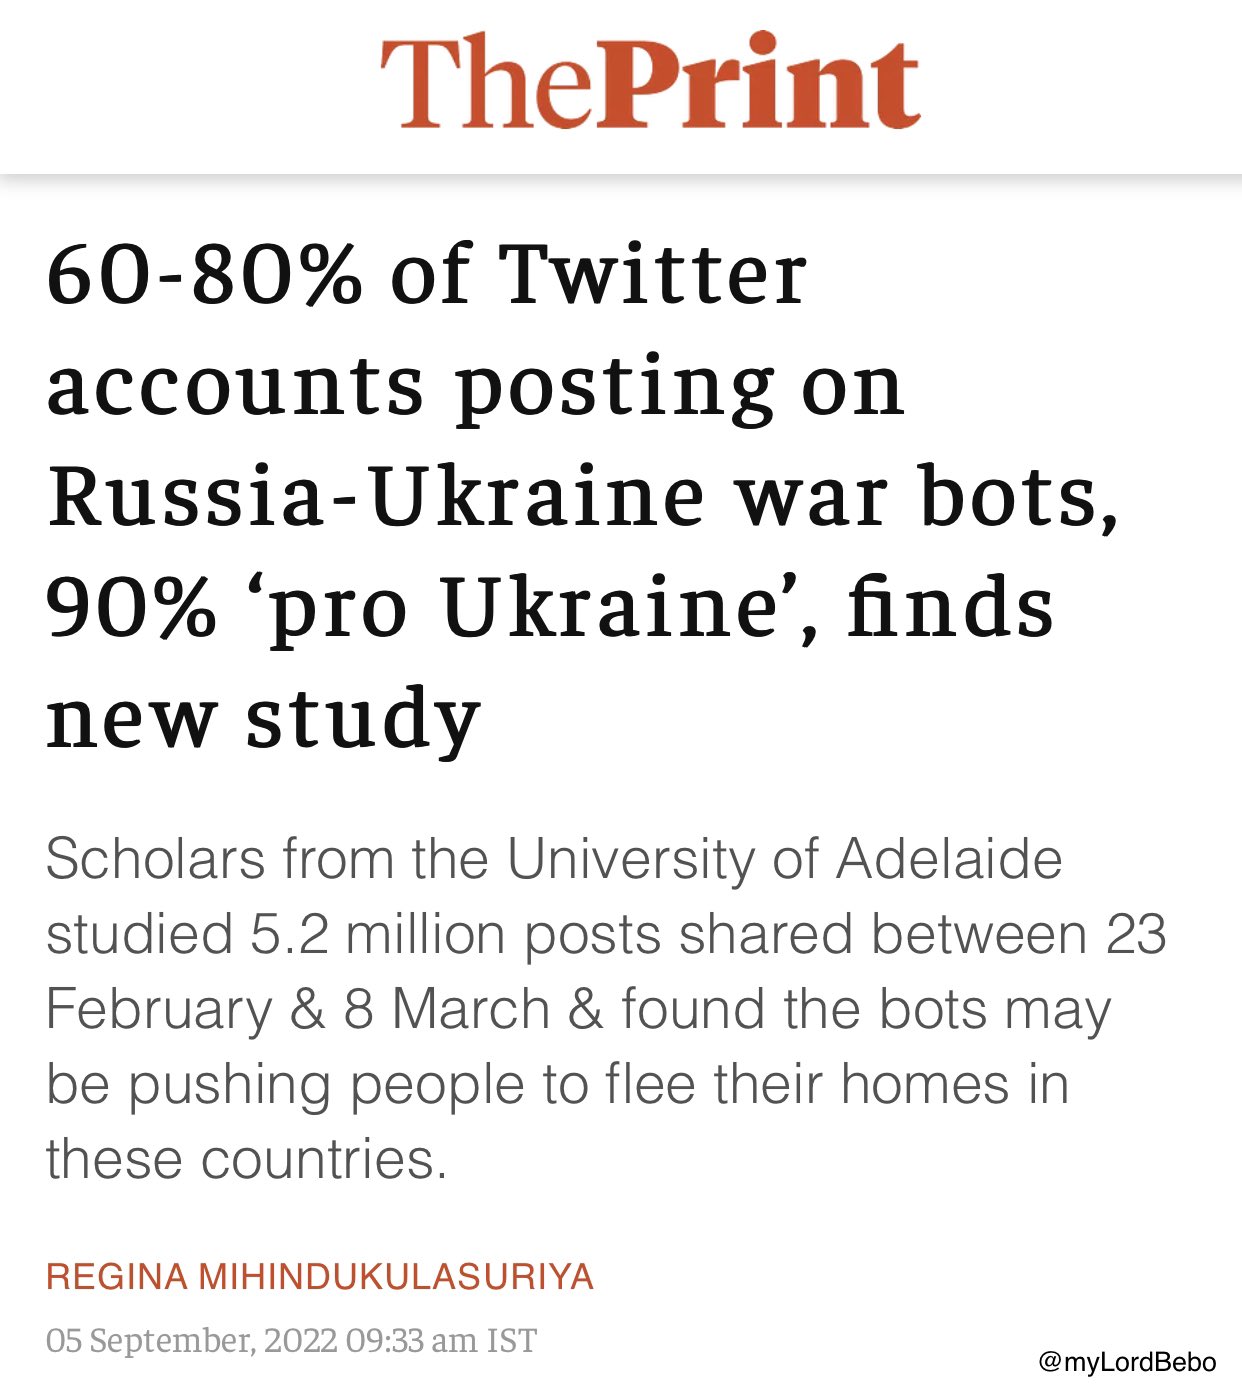 ThePrint
60-80% of Twitter
accounts posting on
Russia-Ukraine war bots,
90% ‘pro Ukraine’, finds
new study
Scholars from the University of Adelaide
studied 5.2 million posts shared between 23
February & 8 March & found the bots may
be pushing people to flee their homes in
these countries.
REGINA MIHINDUKULASURIYA
05 September, 2022 09:33 am IST
@myLordBebo